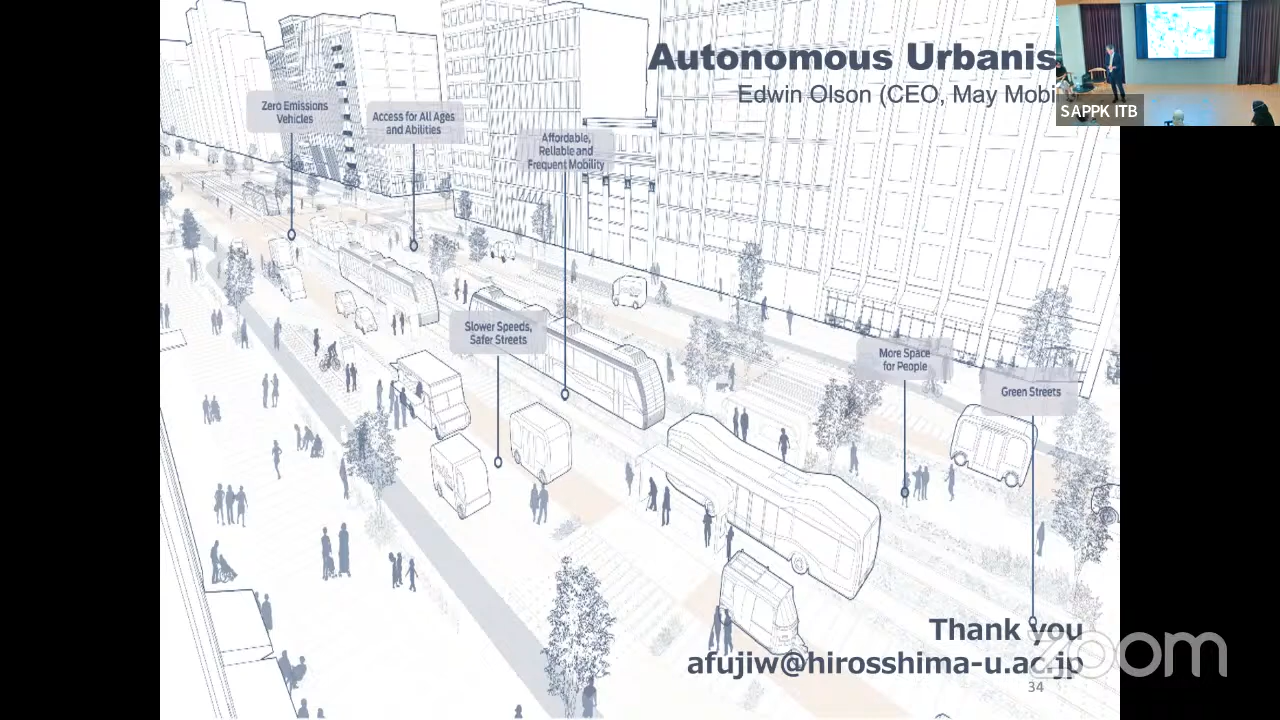 Autonomous Urbanis
Edwin Olson (CEO, May Mobi
SAPPK ITB
Zero Emissions
Vehicles
Access for All Ages
and Abilities
Affordable,
Reliable and
Frequent Mobility
Slower Speeds,
Safer Streets
More Space
for People
Green Streets
Thank you
afujiw@hirosshima-u.ac.jp
34
zoom